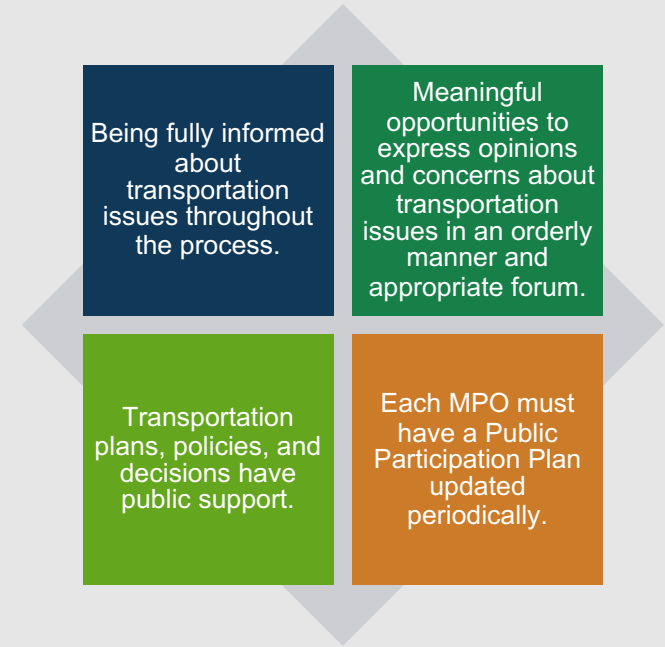 Being fully informed
about
transportation
issues throughout
the process.
Meaningful
opportunities to
express opinions
and concerns about
transportation
issues in an orderly
manner and
appropriate forum.
Transportation
plans, policies, and
decisions have
public support.
Each MPO must
have a Public
Participation Plan
updated
periodically.